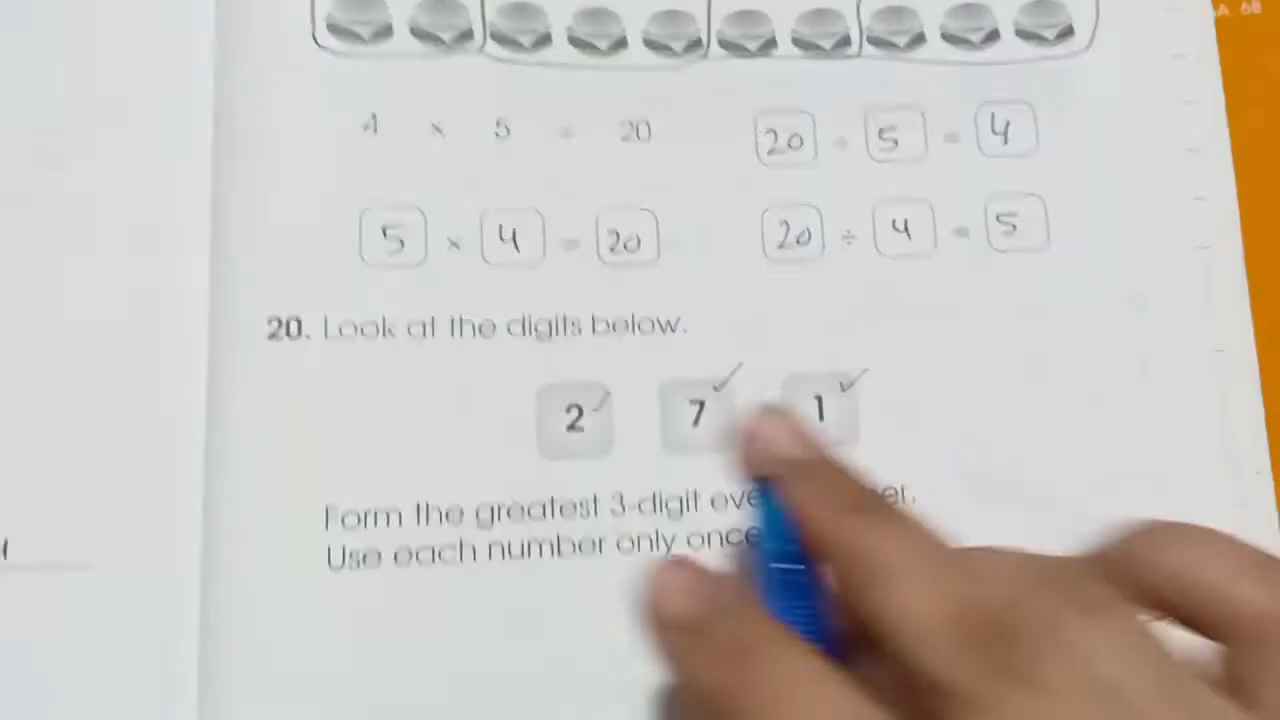 4 × 5 = 20
20 ÷ 5 = 4
5 × 4 = 20
20 ÷ 4 = 5
20. Look at the digits below.
2 7 1
Form the greatest 3-digit
Use each number only once